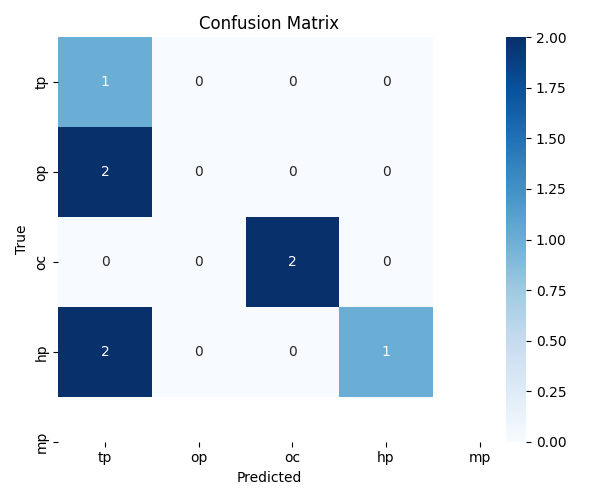 Confusion Matrix
tp 1 0 0 0
op 2 0 0 0
oc 0 0 2 0
hp 2 0 0 1
mp
tp op oc hp mp
Predicted
True
2.00
1.75
1.50
1.25
1.00
0.75
0.50
0.25
0.00